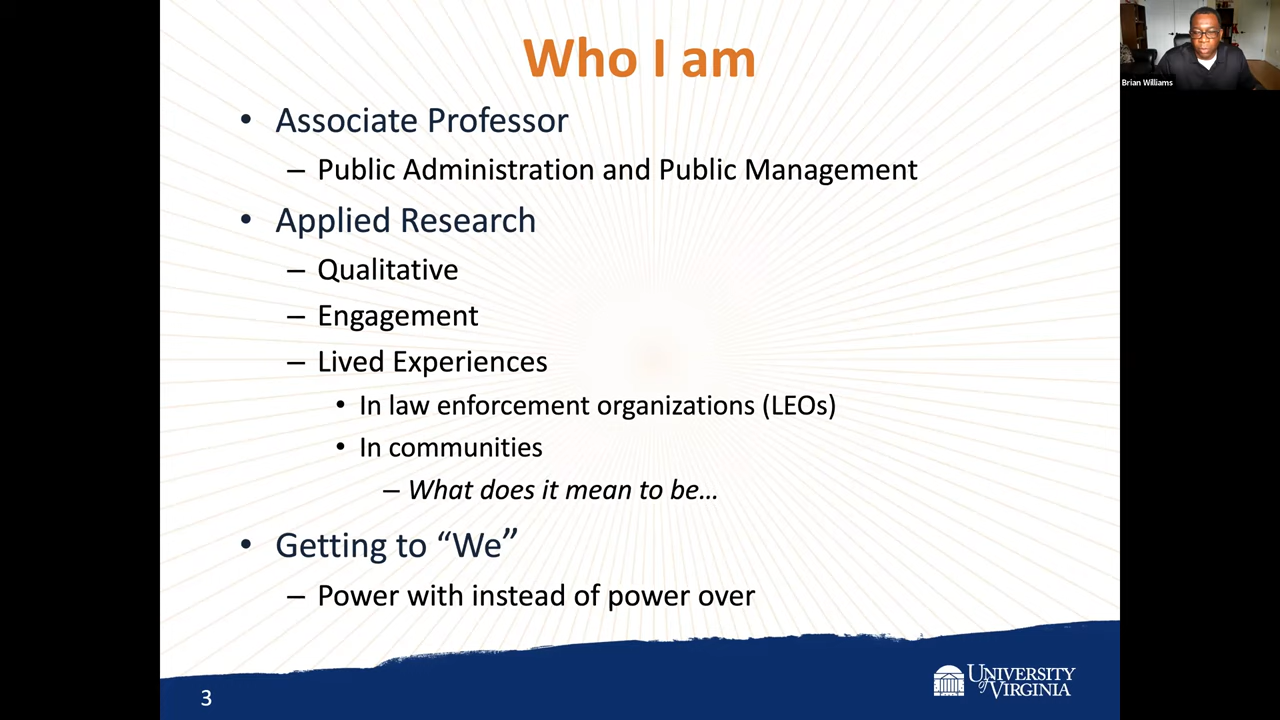 Who I am
Brian Williams
• Associate Professor
– Public Administration and Public Management
• Applied Research
– Qualitative
– Engagement
– Lived Experiences
• In law enforcement organizations (LEOs)
• In communities
– What does it mean to be…
• Getting to “We”
– Power with instead of power over
3
UNIVERSITY
of VIRGINIA